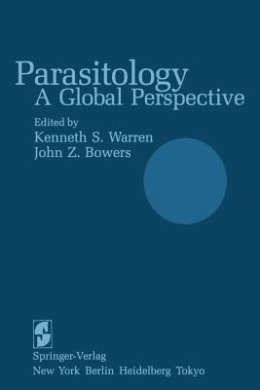 Parasitology
A Global Perspective
Edited by
Kenneth S. Warren
John Z. Bowers
Springer-Verlag
New York Berlin Heidelberg Tokyo